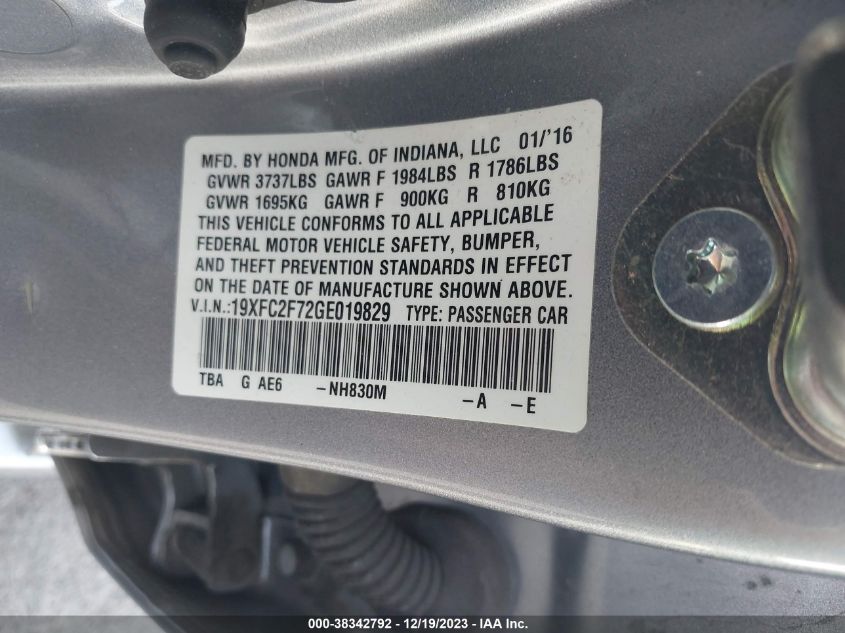 MFD. BY HONDA MFG. OF INDIANA, LLC 01/'16
GVWR 3737LBS GAWR F 1984LBS R 1786LBS
GVWR 1695KG GAWR F 900KG R 810KG
THIS VEHICLE CONFORMS TO ALL APPLICABLE
FEDERAL MOTOR VEHICLE SAFETY, BUMPER,
AND THEFT PREVENTION STANDARDS IN EFFECT
ON THE DATE OF MANUFACTURE SHOWN ABOVE.
V.I.N.:19XFC2F72GE019829 TYPE: PASSENGER CAR
TBA G AE6 -NH830M -A -E
000-38342792 - 12/19/2023 - IAA Inc.